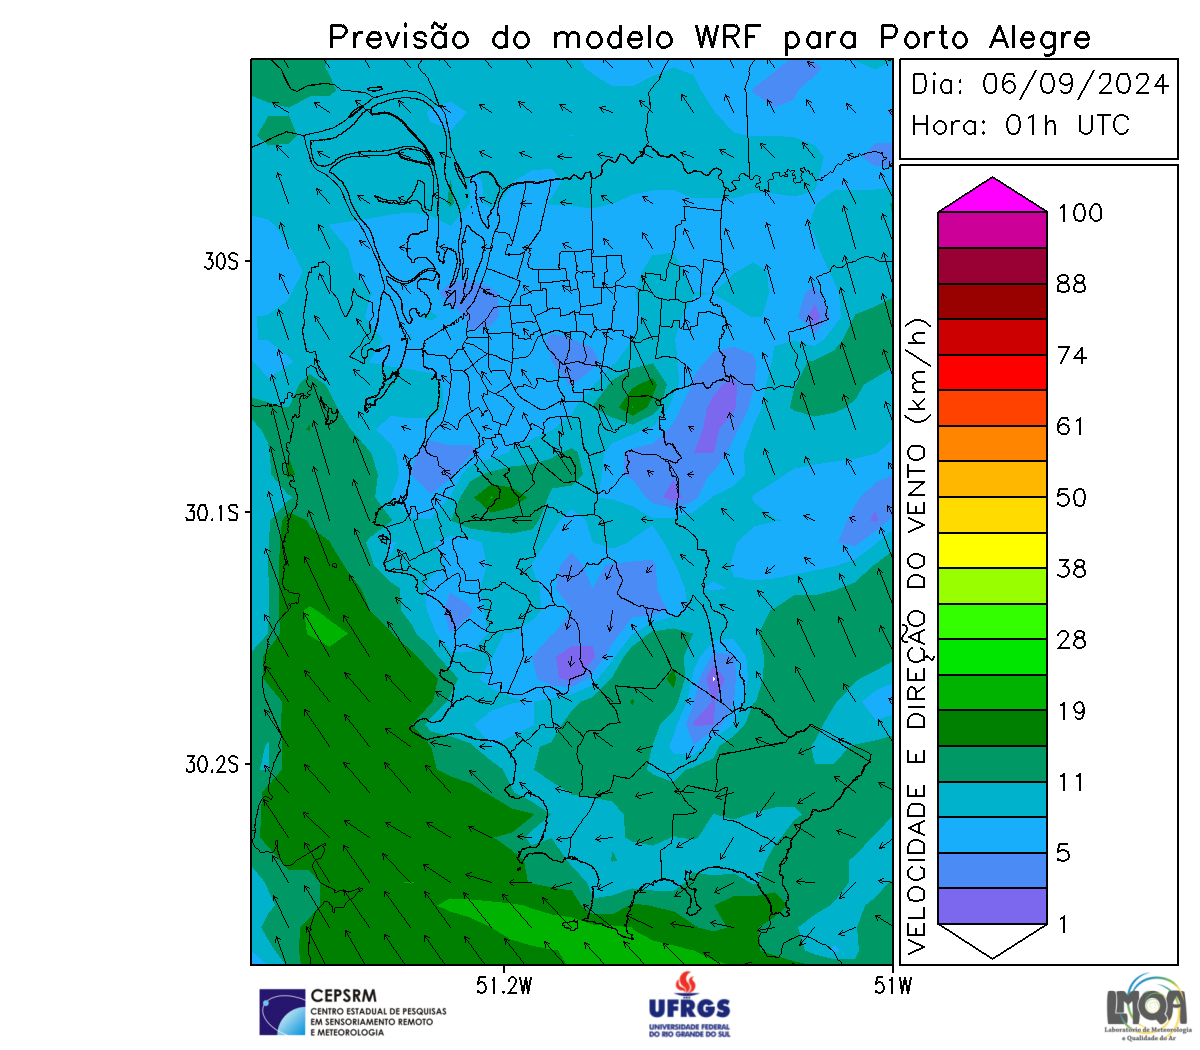 Previsão do modelo WRF para Porto Alegre
Dia: 06/09/2024
Hora: 01h UTC
30S
30.1S
30.2S
51.2W
51W
VELOCIDADE E DIREÇÃO DO VENTO (km/h)
100
88
74
61
50
38
28
19
11
5
1
CEPSRM
CENTRO ESTADUAL DE PESQUISAS
EM SENSORIAMENTO REMOTO
E METEOROLOGIA
UFRGS
UNIVERSIDADE FEDERAL
DO RIO GRANDE DO SUL
LMQA
Laboratório de Meteorologia
e Qualidade do Ar